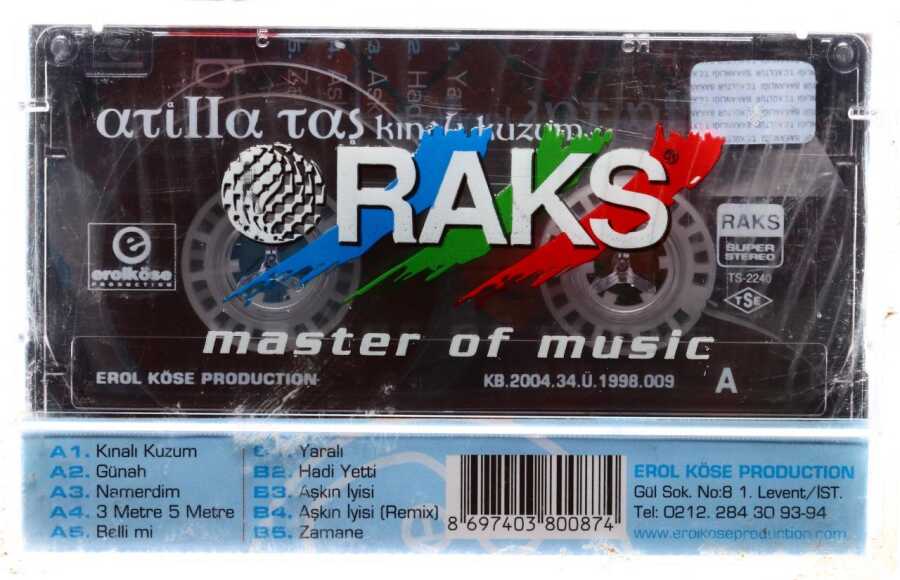 atilla taş kınalı kuzum
RAKS
®
e
erolköse
PRODUCTION
RAKS
SUPER
STEREO
TS-2240
TSE
master of music
EROL KÖSE PRODUCTION
KB.2004.34.Ü.1998.009
A
A1. Kınalı Kuzum
A2. Günah
A3. Namerdim
A4. 3 Metre 5 Metre
A5. Belli mi
Yaralı
B2. Hadi Yetti
B3. Aşkın İyisi
B4. Aşkın İyisi (Remix)
B5. Zamane
8 697403 800874
EROL KÖSE PRODUCTION
Gül Sok. No:8 1. Levent/İST.
Tel: 0212. 284 30 93-94
www.erolkoseproduction.com